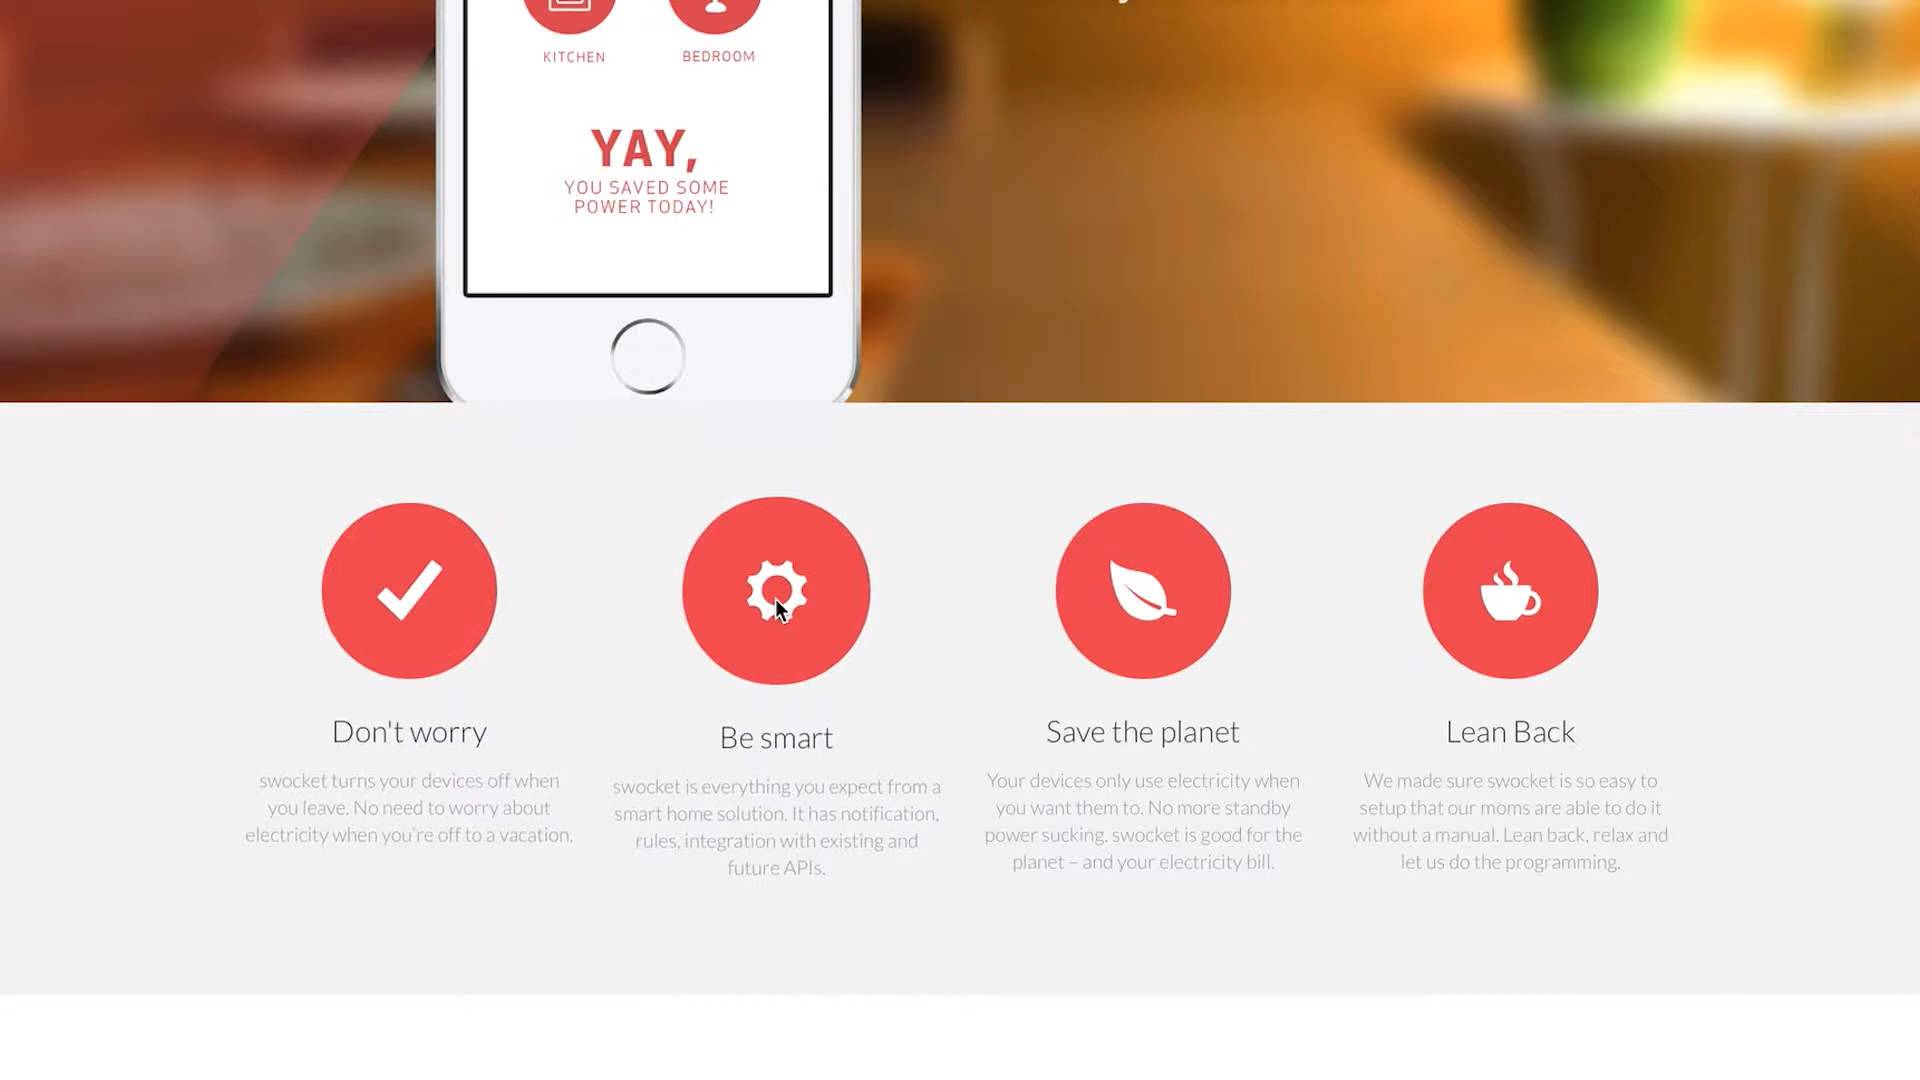 KITCHEN
BEDROOM
YAY,
YOU SAVED SOME
POWER TODAY!
Don't worry
swocket turns your devices off when
you leave. No need to worry about
electricity when you're off to a vacation.
Be smart
swocket is everything you expect from a
smart home solution. It has notification,
rules, integration with existing and
future APIs.
Save the planet
Your devices only use electricity when
you want them to. No more standby
power sucking. swocket is good for the
planet – and your electricity bill.
Lean Back
We made sure swocket is so easy to
setup that our moms are able to do it
without a manual. Lean back, relax and
let us do the programming.